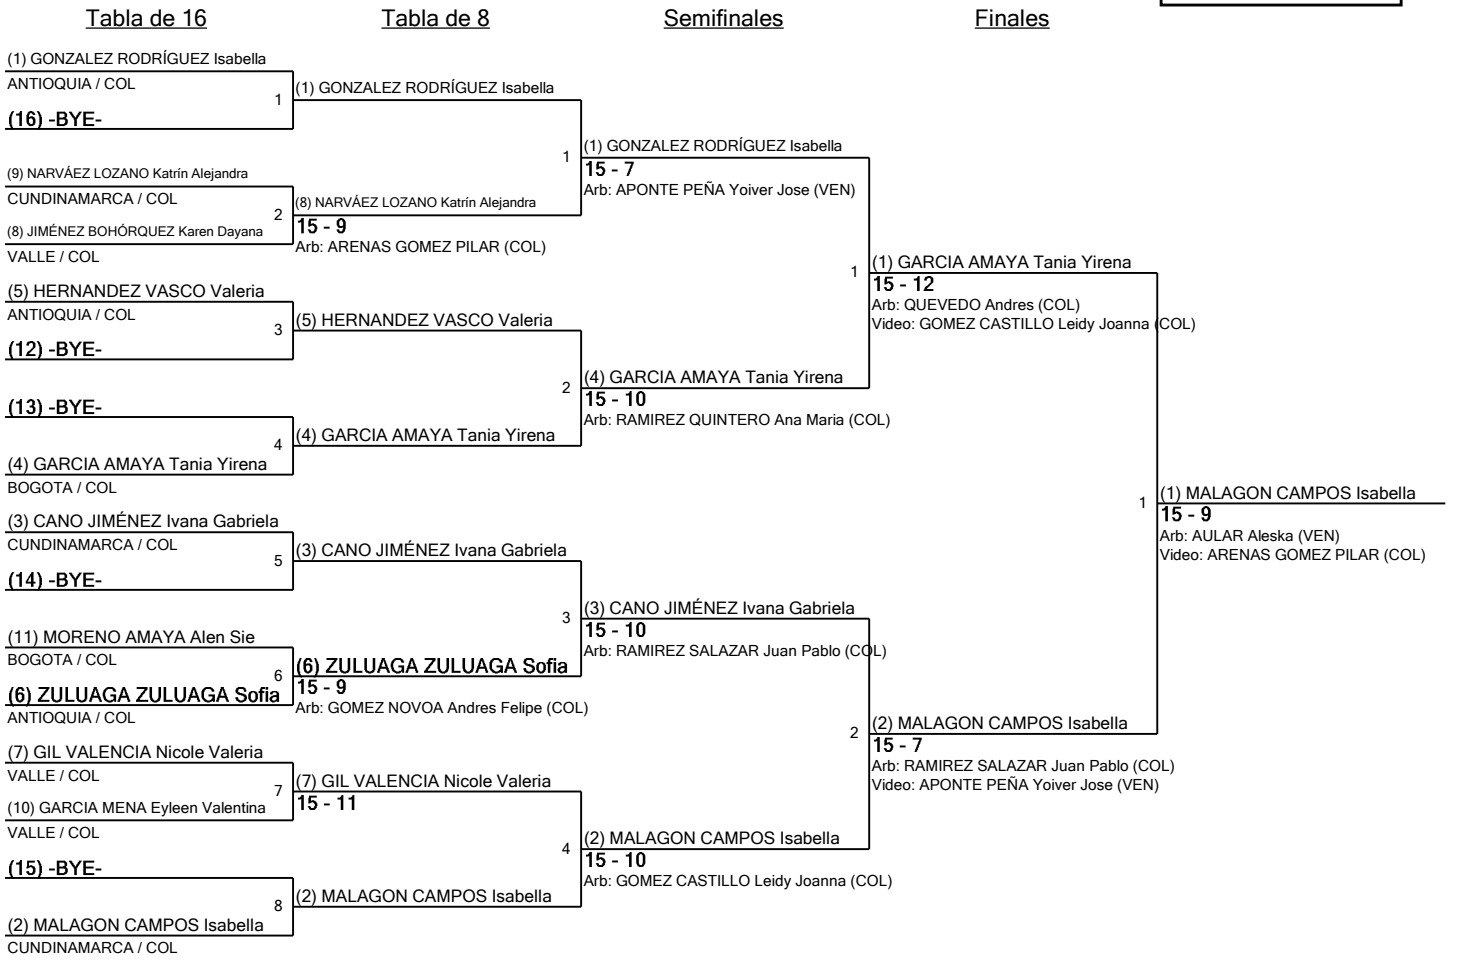 Tabla de 16
Tabla de 8
Semifinales
Finales
(1) GONZALEZ RODRÍGUEZ Isabella
ANTIOQUIA / COL
1
(16) -BYE-
(9) NARVÁEZ LOZANO Katrín Alejandra
CUNDINAMARCA / COL
2
(8) JIMÉNEZ BOHÓRQUEZ Karen Dayana
VALLE / COL
(5) HERNANDEZ VASCO Valeria
ANTIOQUIA / COL
3
(12) -BYE-
(13) -BYE-
4
(4) GARCIA AMAYA Tania Yirena
BOGOTA / COL
(3) CANO JIMÉNEZ Ivana Gabriela
CUNDINAMARCA / COL
5
(14) -BYE-
(11) MORENO AMAYA Alen Sie
BOGOTA / COL
6
(6) ZULUAGA ZULUAGA Sofia
ANTIOQUIA / COL
(7) GIL VALENCIA Nicole Valeria
VALLE / COL
7
(10) GARCIA MENA Eyleen Valentina
VALLE / COL
(15) -BYE-
8
(2) MALAGON CAMPOS Isabella
CUNDINAMARCA / COL
(1) GONZALEZ RODRÍGUEZ Isabella
1
(8) NARVÁEZ LOZANO Katrín Alejandra
15 - 9
Arb: ARENAS GOMEZ PILAR (COL)
(5) HERNANDEZ VASCO Valeria
2
(4) GARCIA AMAYA Tania Yirena
(3) CANO JIMÉNEZ Ivana Gabriela
3
(6) ZULUAGA ZULUAGA Sofia
15 - 9
Arb: GOMEZ NOVOA Andres Felipe (COL)
(7) GIL VALENCIA Nicole Valeria
15 - 11
4
(2) MALAGON CAMPOS Isabella
(1) GONZALEZ RODRÍGUEZ Isabella
15 - 7
Arb: APONTE PEÑA Yoiver Jose (VEN)
1
(4) GARCIA AMAYA Tania Yirena
15 - 10
Arb: RAMIREZ QUINTERO Ana Maria (COL)
(3) CANO JIMÉNEZ Ivana Gabriela
15 - 10
Arb: RAMIREZ SALAZAR Juan Pablo (COL)
2
(2) MALAGON CAMPOS Isabella
15 - 10
Arb: GOMEZ CASTILLO Leidy Joanna (COL)
(1) GARCIA AMAYA Tania Yirena
15 - 12
Arb: QUEVEDO Andres (COL)
Video: GOMEZ CASTILLO Leidy Joanna (COL)
1
(2) MALAGON CAMPOS Isabella
15 - 7
Arb: RAMIREZ SALAZAR Juan Pablo (COL)
Video: APONTE PEÑA Yoiver Jose (VEN)
(1) MALAGON CAMPOS Isabella
15 - 9
Arb: AULAR Aleska (VEN)
Video: ARENAS GOMEZ PILAR (COL)